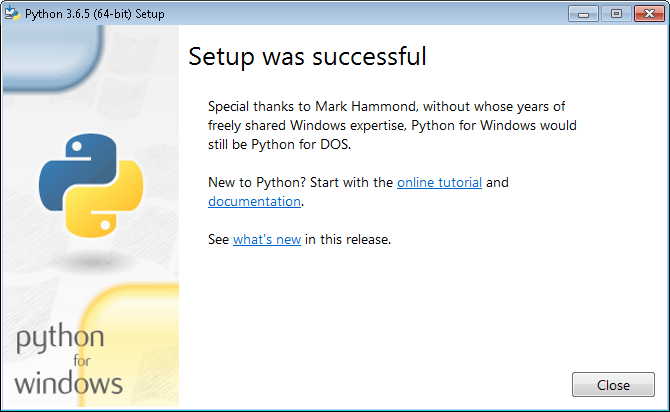 Python 3.6.5 (64-bit) Setup
Setup was successful
Special thanks to Mark Hammond, without whose years of
freely shared Windows expertise, Python for Windows would
still be Python for DOS.
New to Python? Start with the online tutorial and
documentation.
See what's new in this release.
python
for
windows
Close